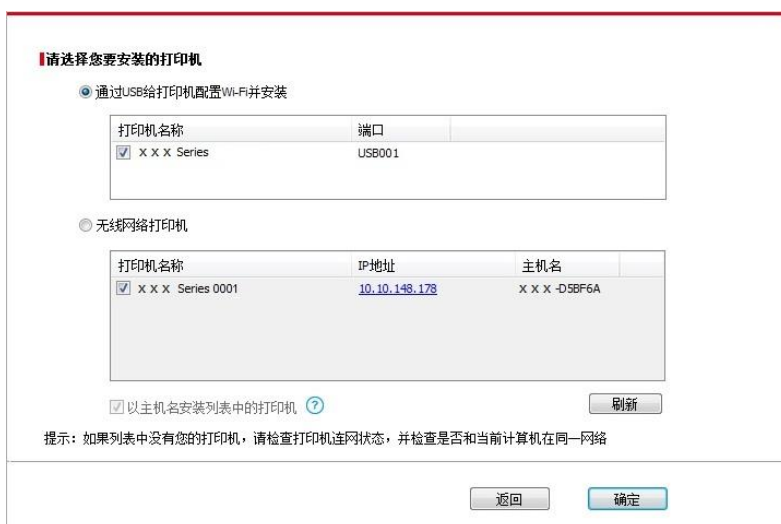 请选择您要安装的打印机
通过USB给打印机配置Wi-Fi并安装
打印机名称 端口
X X X Series USB001
无线网络打印机
打印机名称 IP地址 主机名
X X X Series 0001 10.10.148.178 X X X -D5BF6A
以主机名安装列表中的打印机 ?
刷新
提示：如果列表中没有您的打印机，请检查打印机连网状态，并检查是否和当前计算机在同一网络
返回 确定